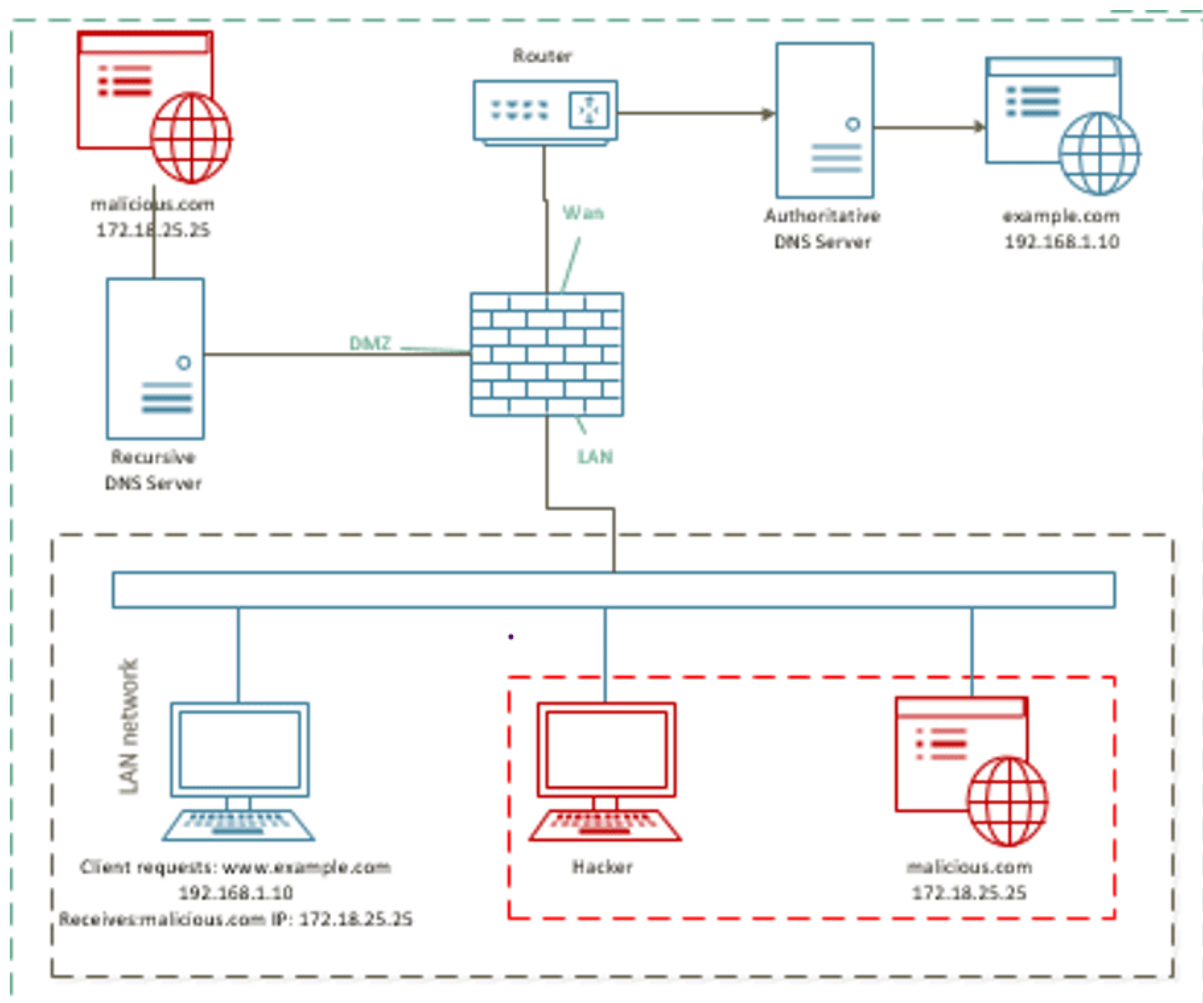 Router
malicious.com
172.18.25.25
Wan
Authoritative
DNS Server
example.com
192.168.1.10
DMZ
LAN
Recursive
DNS Server
LAN network
Client requests: www.example.com
192.168.1.10
Receives:malicious.com IP: 172.18.25.25
Hacker
malicious.com
172.18.25.25